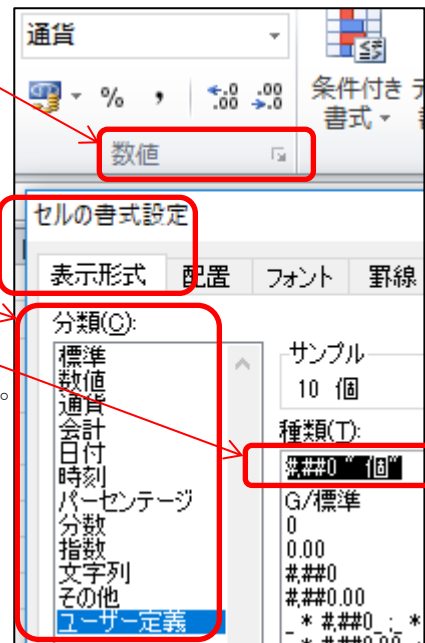 通貨
% , .0 .00 .00 .0
条件付き
書式
数値
セルの書式設定
表示形式 配置 フォント 罫線
分類(C):
標準
数値
通貨
会計
日付
時刻
パーセンテージ
分数
指数
文字列
その他
ユーザー定義
サンプル
10 個
種類(T):
#,##0 "個"
G/標準
0
0.00
#,##0
#,##0.00
_ * #,##0_ ;_ *
。